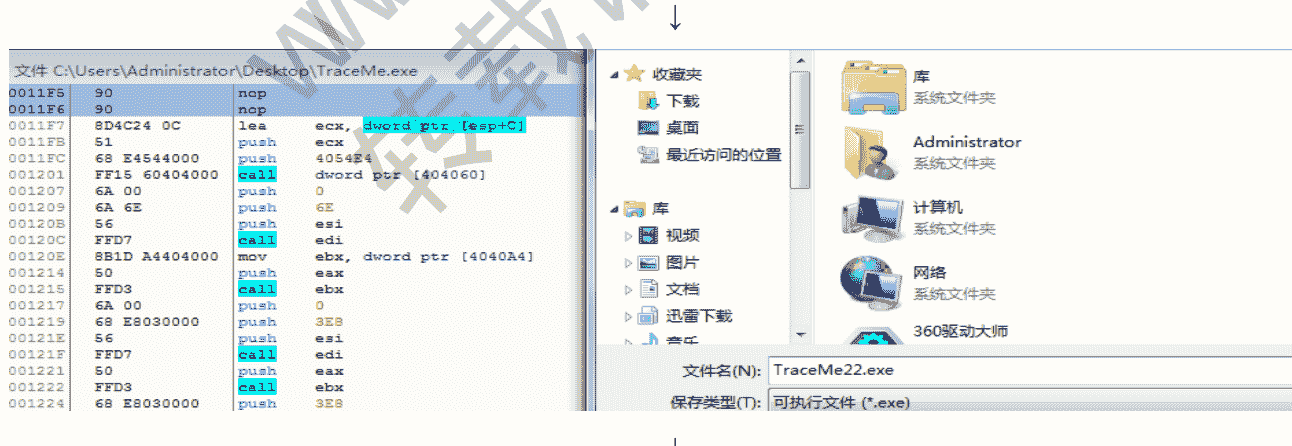 ↓
文件 C:\Users\Administrator\Desktop\TraceMe.exe
0011F5 90 nop
0011F6 90 nop
0011F7 8D4C24 0C lea ecx, dword ptr [esp+C]
0011FB 51 push ecx
0011FC 68 E4544000 push 4054E4
001201 FF15 60404000 call dword ptr [404060]
001207 6A 00 push 0
001209 6A 6E push 6E
00120B 56 push esi
00120C FFD7 call edi
00120E 8B1D A4404000 mov ebx, dword ptr [4040A4]
001214 50 push eax
001215 FFD3 call ebx
001217 6A 00 push 0
001219 68 E8030000 push 3E8
00121E 56 push esi
00121F FFD7 call edi
001221 50 push eax
001222 FFD3 call ebx
001224 68 E8030000 push 3E8
收藏夹
下载
桌面
最近访问的位置
库
视频
图片
文档
迅雷下载
音乐
库
系统文件夹
Administrator
系统文件夹
计算机
系统文件夹
网络
系统文件夹
360驱动大师
文件名(N): TraceMe22.exe
保存类型(T): 可执行文件 (*.exe)